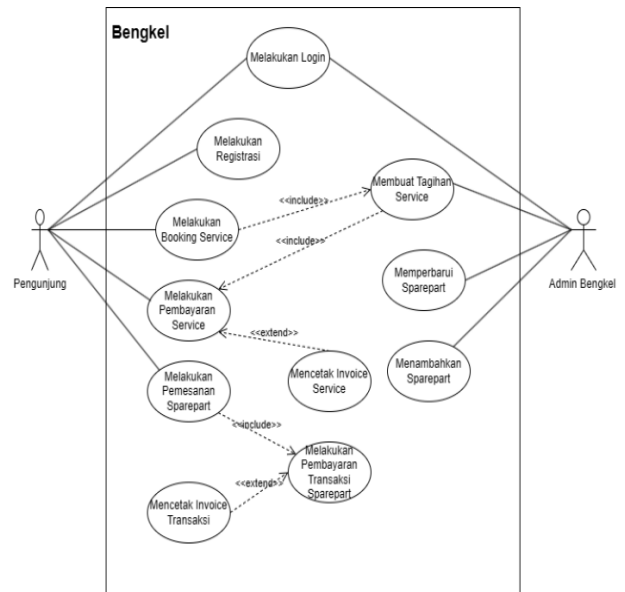 Bengkel
Melakukan Login
Melakukan
Registrasi
Membuat Tagihan
Service
<<include>>
Melakukan
Booking Service
<<include>>
Pengunjung
Admin Bengkel
Memperbarui
Sparepart
Melakukan
Pembayaran
Service
<<extend>>
Mencetak Invoice
Service
Menambahkan
Sparepart
Melakukan
Pemesanan
Sparepart
<<include>>
Melakukan
Pembayaran
Transaksi
Sparepart
<<extend>>
Mencetak Invoice
Transaksi